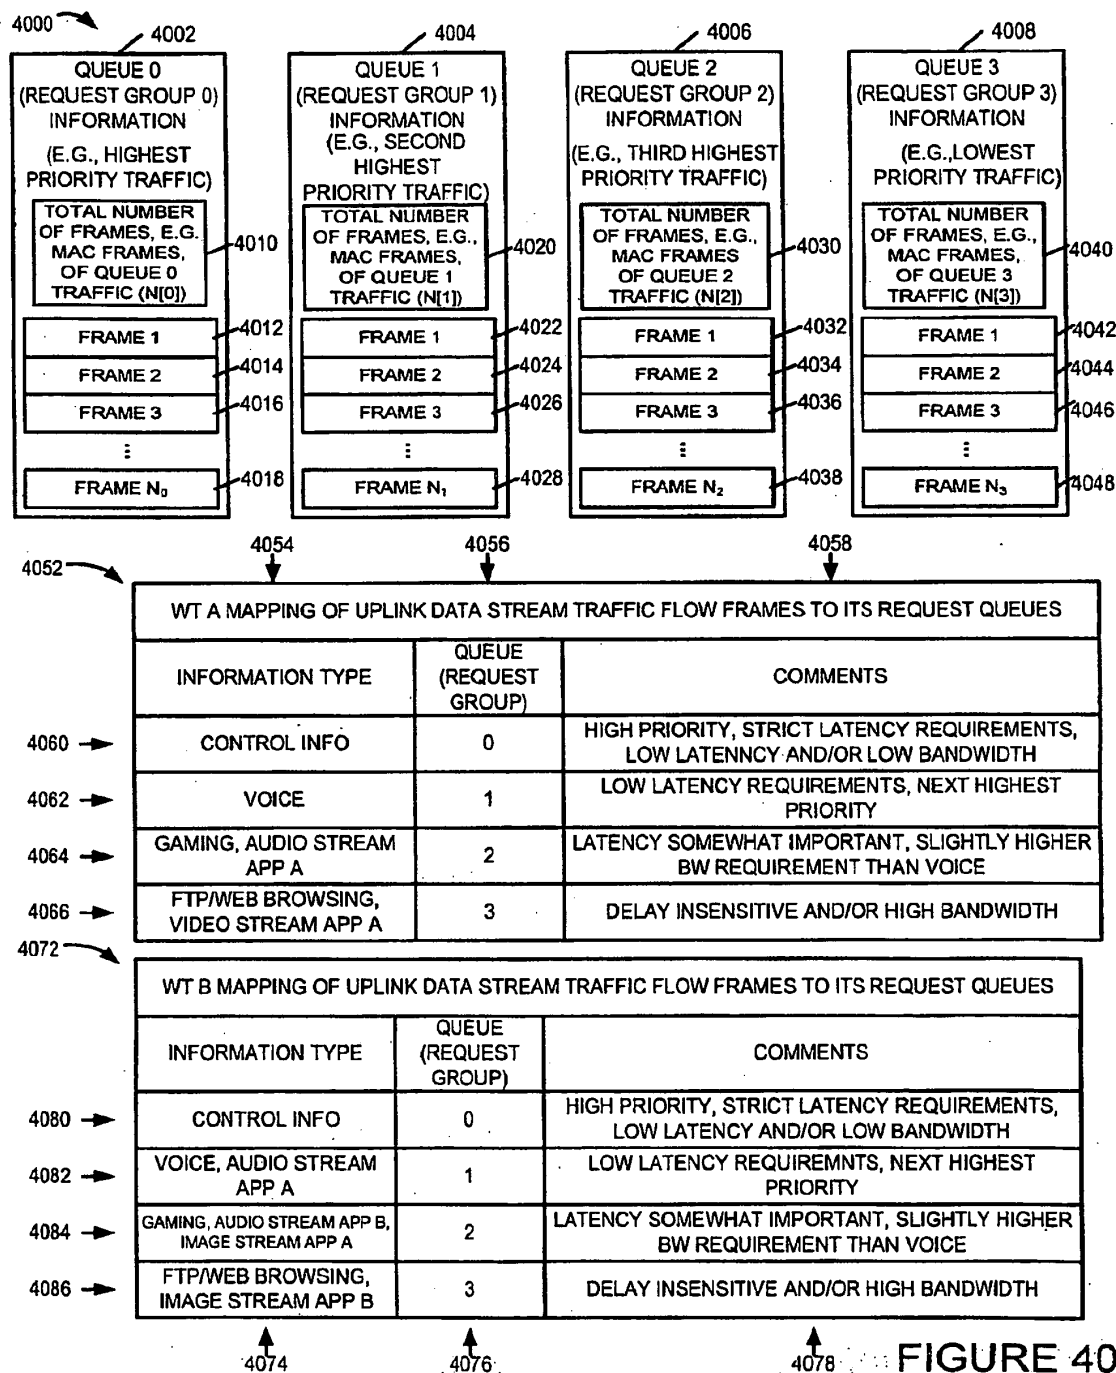 4000
4002
QUEUE 0
(REQUEST GROUP 0)
INFORMATION
(E.G., HIGHEST
PRIORITY TRAFFIC)
TOTAL NUMBER
OF FRAMES, E.G.
MAC FRAMES,
OF QUEUE 0
TRAFFIC (N[0])
4010
FRAME 1
4012
FRAME 2
4014
FRAME 3
4016
⋮
FRAME N₀
4018
4004
QUEUE 1
(REQUEST GROUP 1)
INFORMATION
(E.G., SECOND
HIGHEST
PRIORITY TRAFFIC)
TOTAL NUMBER
OF FRAMES, E.G.,
MAC FRAMES,
OF QUEUE 1
TRAFFIC (N[1])
4020
FRAME 1
4022
FRAME 2
4024
FRAME 3
4026
⋮
FRAME N₁
4028
4006
QUEUE 2
(REQUEST GROUP 2)
INFORMATION
(E.G., THIRD HIGHEST
PRIORITY TRAFFIC)
TOTAL NUMBER
OF FRAMES, E.G.,
MAC FRAMES,
OF QUEUE 2
TRAFFIC (N[2])
4030
FRAME 1
4032
FRAME 2
4034
FRAME 3
4036
⋮
FRAME N₂
4038
4008
QUEUE 3
(REQUEST GROUP 3)
INFORMATION
(E.G.,LOWEST
PRIORITY TRAFFIC)
TOTAL NUMBER
OF FRAMES, E.G.,
MAC FRAMES,
OF QUEUE 3
TRAFFIC (N[3])
4040
FRAME 1
4042
FRAME 2
4044
FRAME 3
4046
⋮
FRAME N₃
4048
4052
4054
4056
4058
WT A MAPPING OF UPLINK DATA STREAM TRAFFIC FLOW FRAMES TO ITS REQUEST QUEUES
INFORMATION TYPE
QUEUE
(REQUEST
GROUP)
COMMENTS
4060
CONTROL INFO
0
HIGH PRIORITY, STRICT LATENCY REQUIREMENTS,
LOW LATENNCY AND/OR LOW BANDWIDTH
4062
VOICE
1
LOW LATENCY REQUIREMENTS, NEXT HIGHEST
PRIORITY
4064
GAMING, AUDIO STREAM
APP A
2
LATENCY SOMEWHAT IMPORTANT, SLIGHTLY HIGHER
BW REQUIREMENT THAN VOICE
4066
FTP/WEB BROWSING,
VIDEO STREAM APP A
3
DELAY INSENSITIVE AND/OR HIGH BANDWIDTH
4072
WT B MAPPING OF UPLINK DATA STREAM TRAFFIC FLOW FRAMES TO ITS REQUEST QUEUES
INFORMATION TYPE
QUEUE
(REQUEST
GROUP)
COMMENTS
4080
CONTROL INFO
0
HIGH PRIORITY, STRICT LATENCY REQUIREMENTS,
LOW LATENCY AND/OR LOW BANDWIDTH
4082
VOICE, AUDIO STREAM
APP A
1
LOW LATENCY REQUIREMNTS, NEXT HIGHEST
PRIORITY
4084
GAMING, AUDIO STREAM APP B,
IMAGE STREAM APP A
2
LATENCY SOMEWHAT IMPORTANT, SLIGHTLY HIGHER
BW REQUIREMENT THAN VOICE
4086
FTP/WEB BROWSING,
IMAGE STREAM APP B
3
DELAY INSENSITIVE AND/OR HIGH BANDWIDTH
4074
4076
4078
FIGURE 40